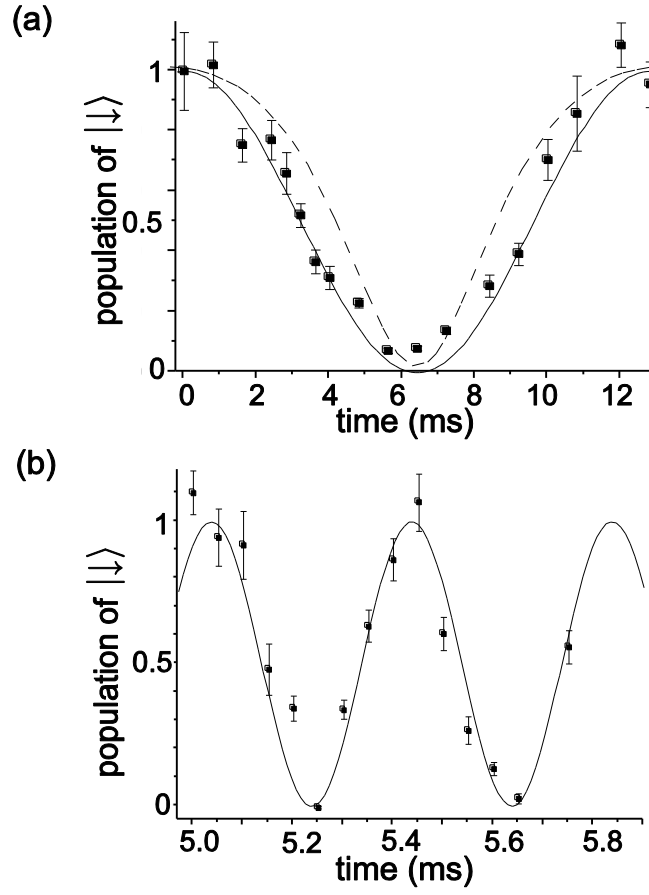 (a)
population of |↓⟩
1
0.5
0
0 2 4 6 8 10 12
time (ms)
(b)
population of |↓⟩
1
0.5
0
5.0 5.2 5.4 5.6 5.8
time (ms)